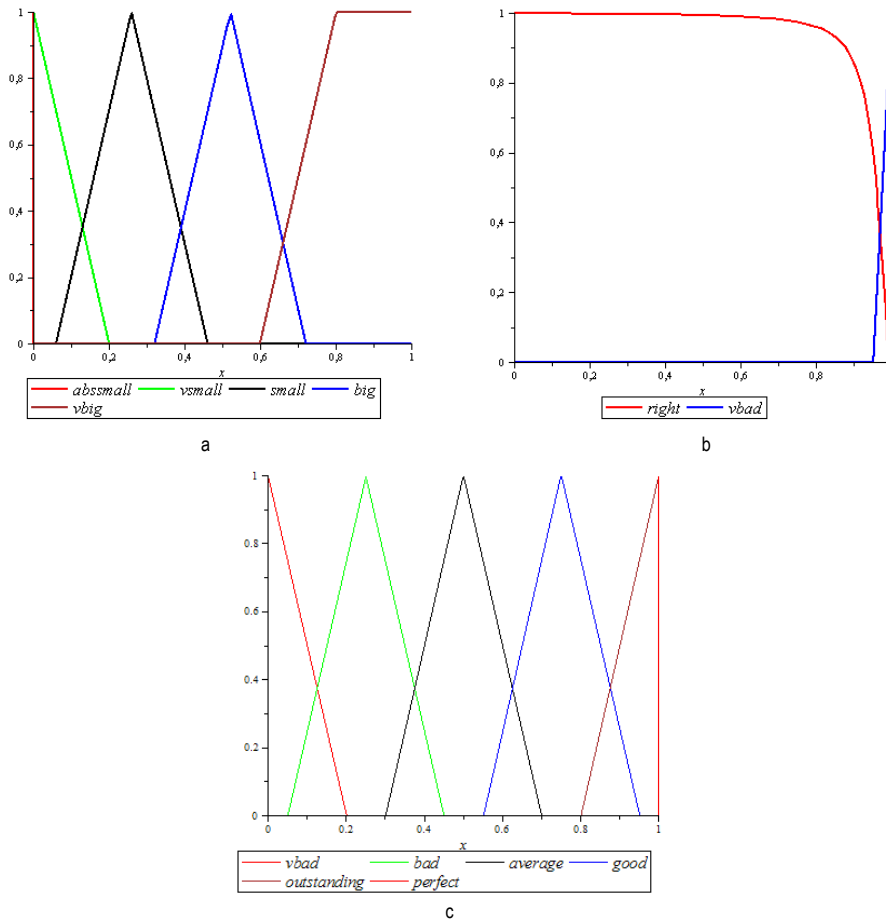 1
0,8
0,6
0,4
0,2
0
0 0,2 0,4 0,6 0,8 1
x
abssmall vsmall small big
vbig
a
1
0,8
0,6
0,4
0,2
0
0 0,2 0,4 0,6 0,8
x
right vbad
b
1
0.8
0.6
0.4
0.2
0
0 0.2 0.4 0.6 0.8 1
x
vbad bad average good
outstanding perfect
c